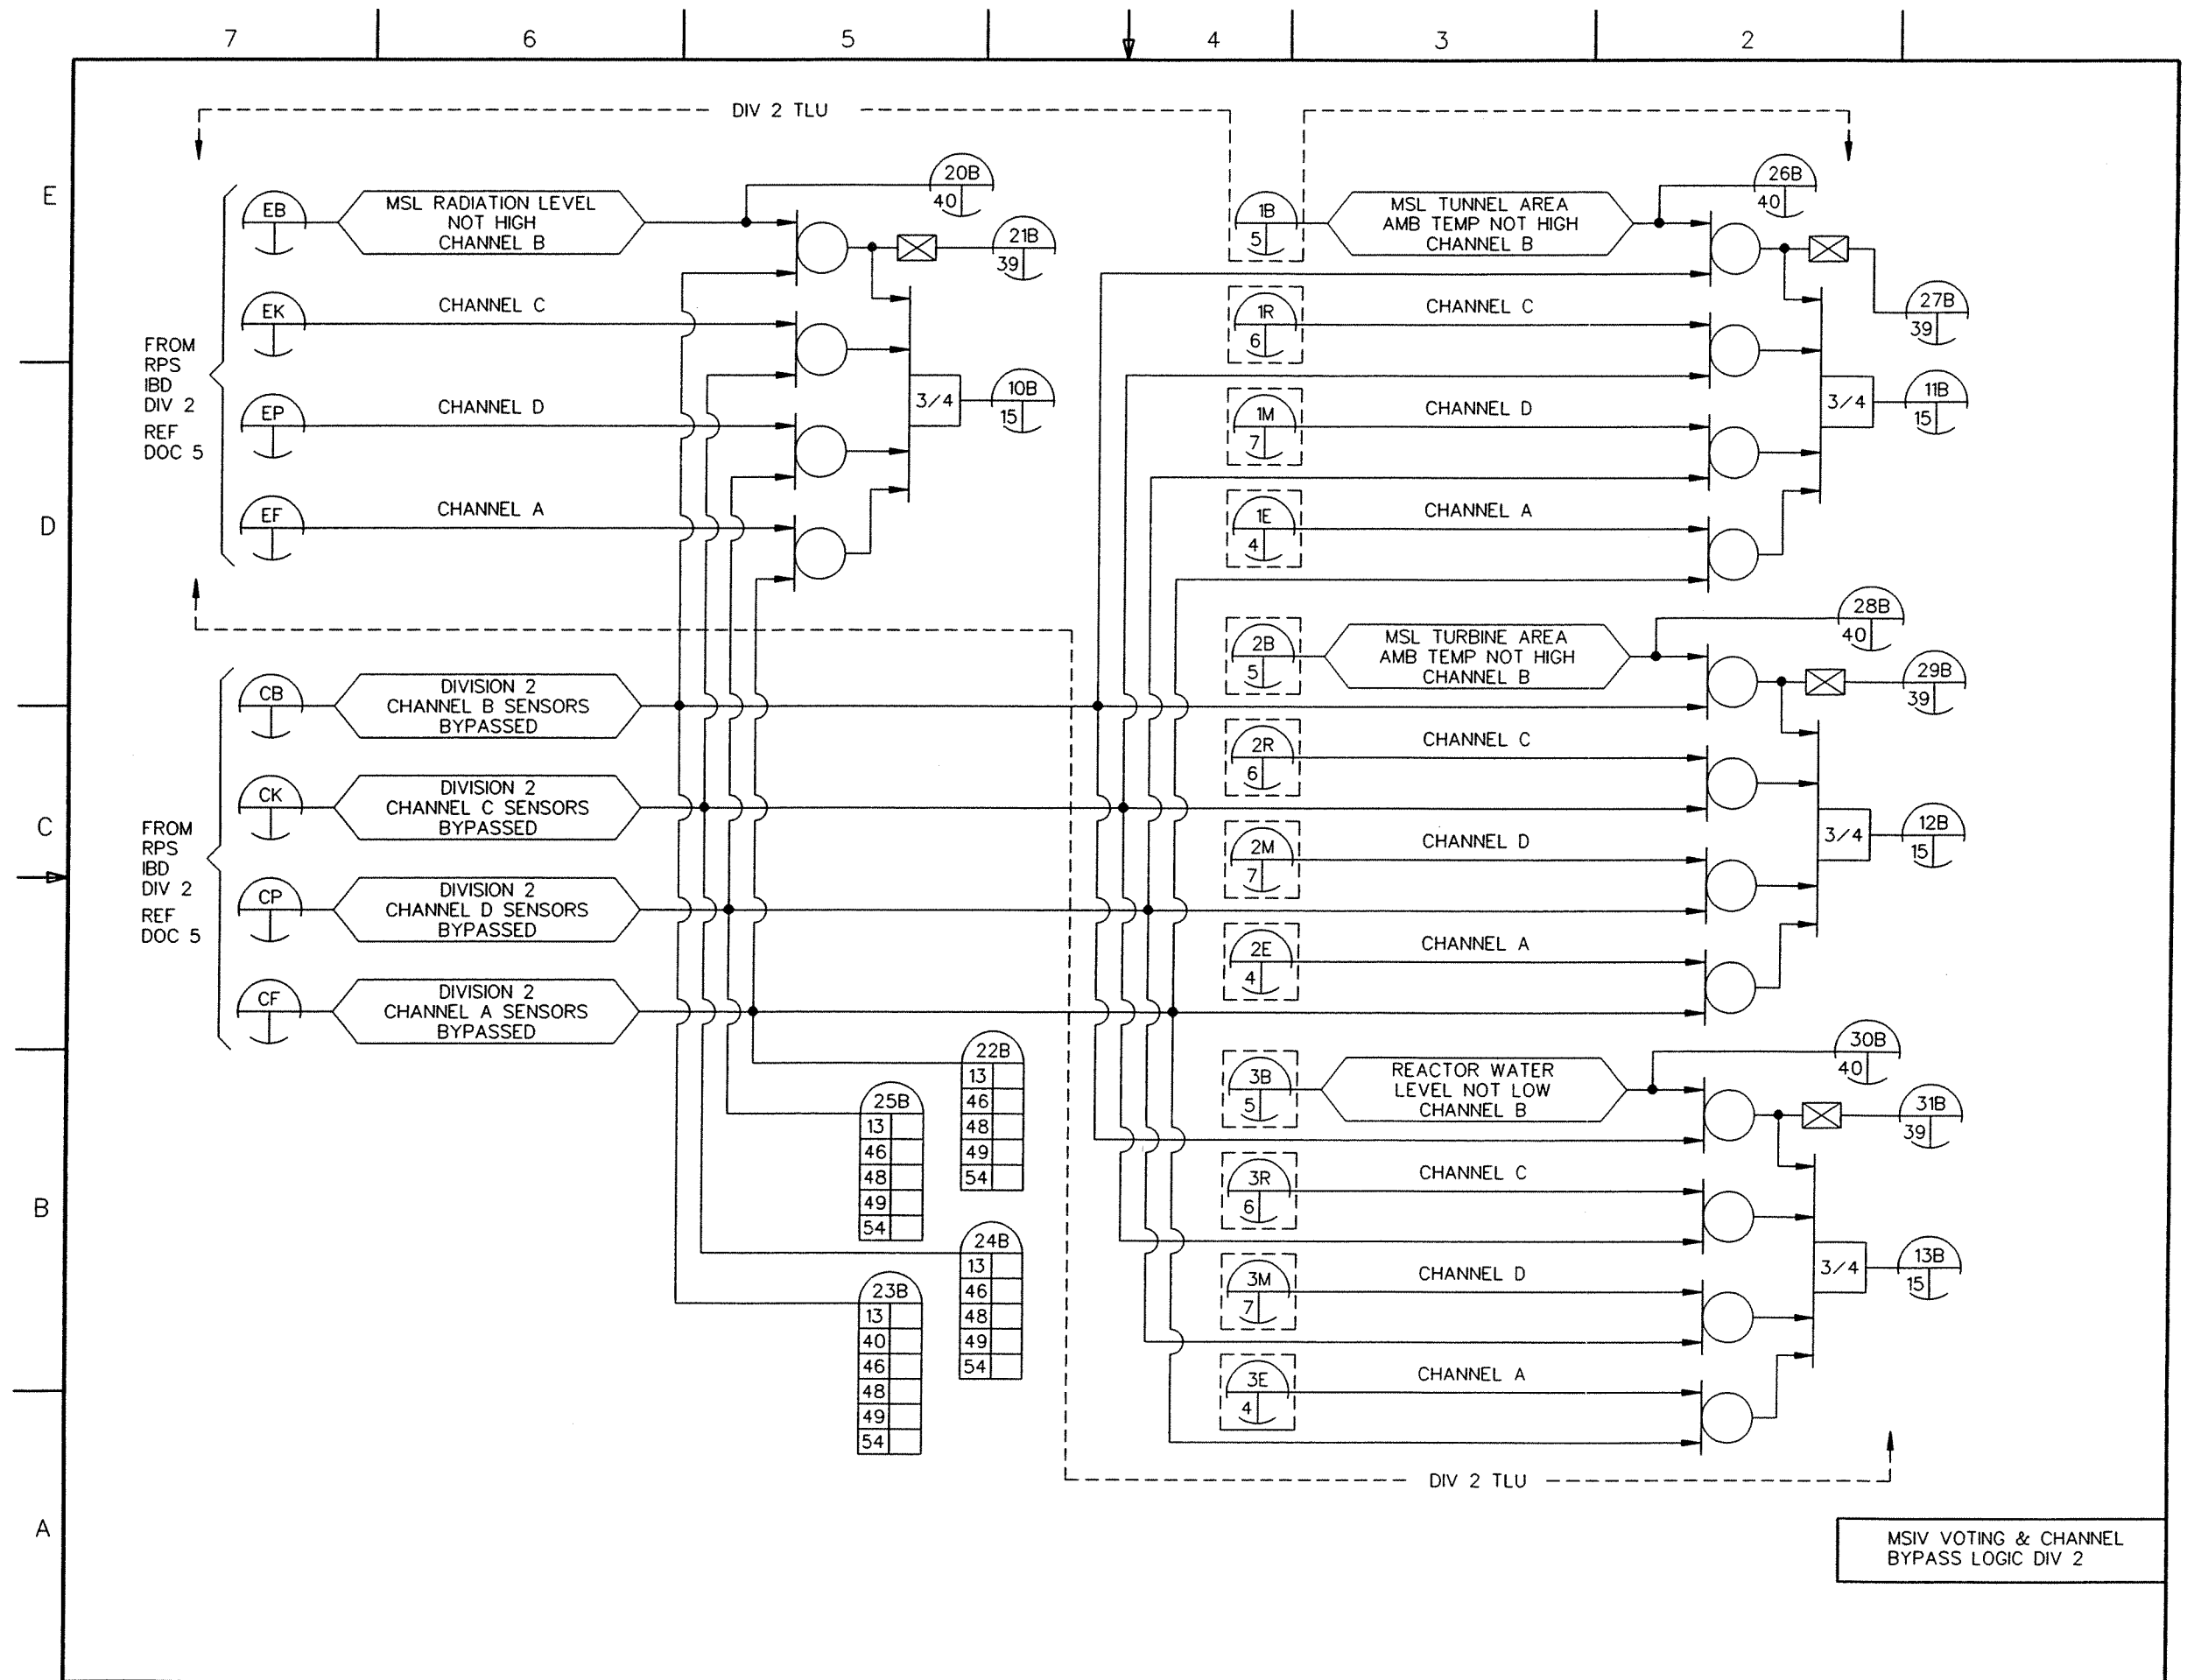 7
6
5
4
3
2
E
D
C
B
A
DIV 2 TLU
EB
MSL RADIATION LEVEL
NOT HIGH
CHANNEL B
20B
40
21B
39
EK
CHANNEL C
EP
CHANNEL D
3/4
10B
15
EF
CHANNEL A
FROM
RPS
IBD
DIV 2
REF
DOC 5
1B
5
MSL TUNNEL AREA
AMB TEMP NOT HIGH
CHANNEL B
26B
40
27B
39
1R
6
CHANNEL C
1M
7
CHANNEL D
3/4
11B
15
1E
4
CHANNEL A
CB
DIVISION 2
CHANNEL B SENSORS
BYPASSED
CK
DIVISION 2
CHANNEL C SENSORS
BYPASSED
CP
DIVISION 2
CHANNEL D SENSORS
BYPASSED
CF
DIVISION 2
CHANNEL A SENSORS
BYPASSED
FROM
RPS
IBD
DIV 2
REF
DOC 5
2B
5
MSL TURBINE AREA
AMB TEMP NOT HIGH
CHANNEL B
28B
40
29B
39
2R
6
CHANNEL C
2M
7
CHANNEL D
3/4
12B
15
2E
4
CHANNEL A
22B
13
46
48
49
54
25B
13
46
48
49
54
24B
13
46
48
49
54
23B
13
40
46
48
49
54
3B
5
REACTOR WATER
LEVEL NOT LOW
CHANNEL B
30B
40
31B
39
3R
6
CHANNEL C
3M
7
CHANNEL D
3/4
13B
15
3E
4
CHANNEL A
DIV 2 TLU
MSIV VOTING & CHANNEL
BYPASS LOGIC DIV 2